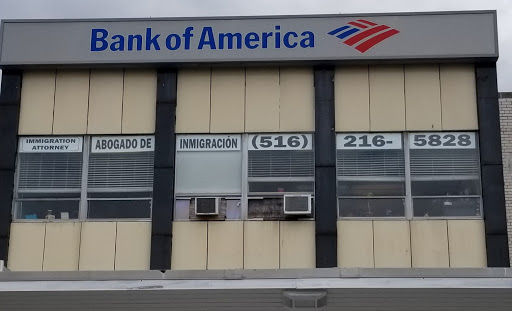 Bank of America
IMMIGRATION
ATTORNEY
ABOGADO DE INMIGRACIÓN (516) 216- 5828